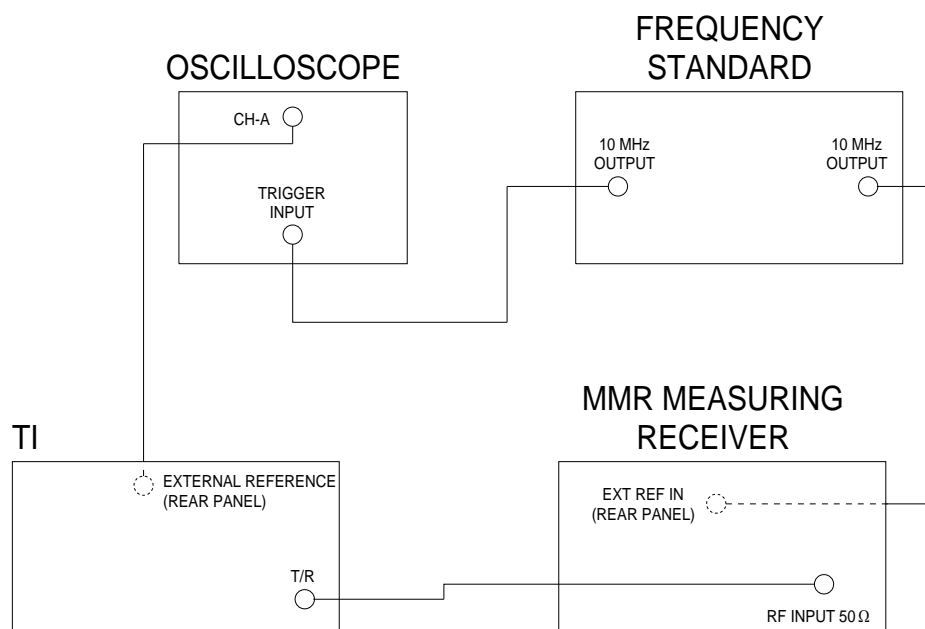 FREQUENCY
STANDARD
OSCILLOSCOPE
CH-A
TRIGGER
INPUT
10 MHz
OUTPUT
10 MHz
OUTPUT
MMR MEASURING
RECEIVER
TI
EXTERNAL REFERENCE
(REAR PANEL)
T/R
EXT REF IN
(REAR PANEL)
RF INPUT 50 Ω